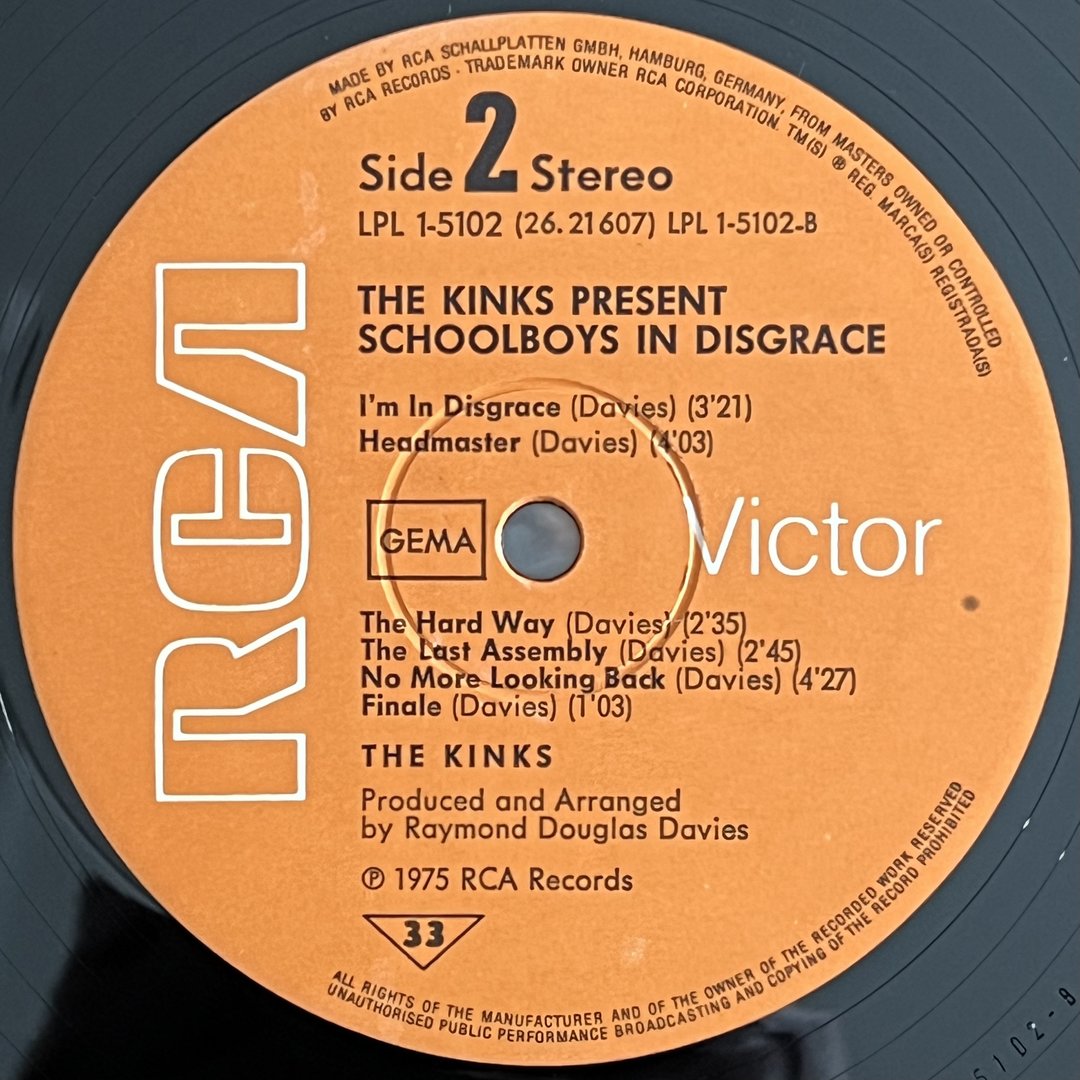 MADE BY RCA SCHALLPLATTEN GMBH, HAMBURG, GERMANY, FROM MASTERS OWNED OR CONTROLLED
BY RCA RECORDS · TRADEMARK OWNER RCA CORPORATION. TM(S) ® REG. MARCA(S) REGISTRADA(S)
Side 2 Stereo
LPL 1-5102 (26.21607) LPL 1-5102-B
THE KINKS PRESENT
SCHOOLBOYS IN DISGRACE
I'm In Disgrace (Davies) (3'21)
Headmaster (Davies) (4'03)
RCA
GEMA
Victor
The Hard Way (Davies) (2'35)
The Last Assembly (Davies) (2'45)
No More Looking Back (Davies) (4'27)
Finale (Davies) (1'03)
THE KINKS
Produced and Arranged
by Raymond Douglas Davies
℗ 1975 RCA Records
33
ALL RIGHTS OF THE MANUFACTURER AND OF THE OWNER OF THE RECORDED WORK RESERVED
UNAUTHORISED PUBLIC PERFORMANCE BROADCASTING AND COPYING OF THE RECORD PROHIBITED
5102-B